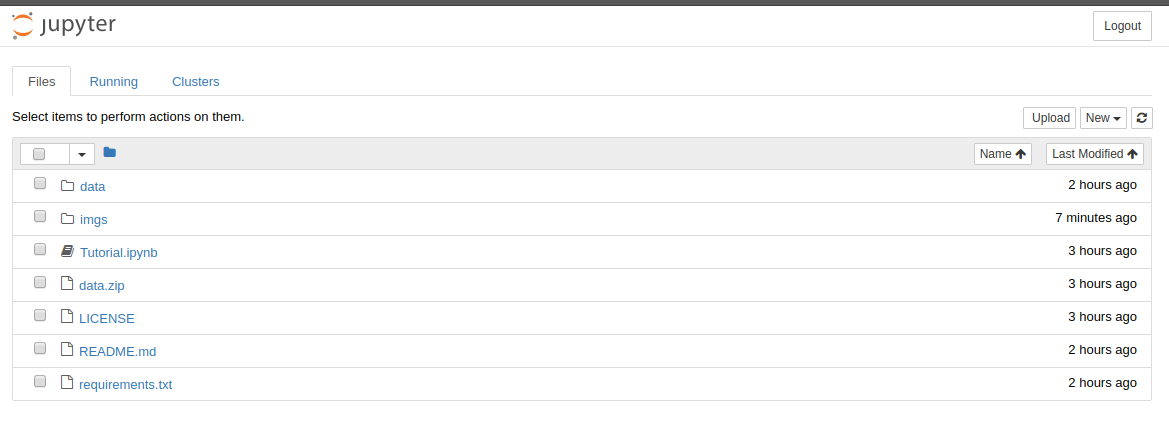 jupyter
Logout
Files Running Clusters
Select items to perform actions on them.
Upload New
Name Last Modified
data 2 hours ago
imgs 7 minutes ago
Tutorial.ipynb 3 hours ago
data.zip 3 hours ago
LICENSE 3 hours ago
README.md 2 hours ago
requirements.txt 2 hours ago